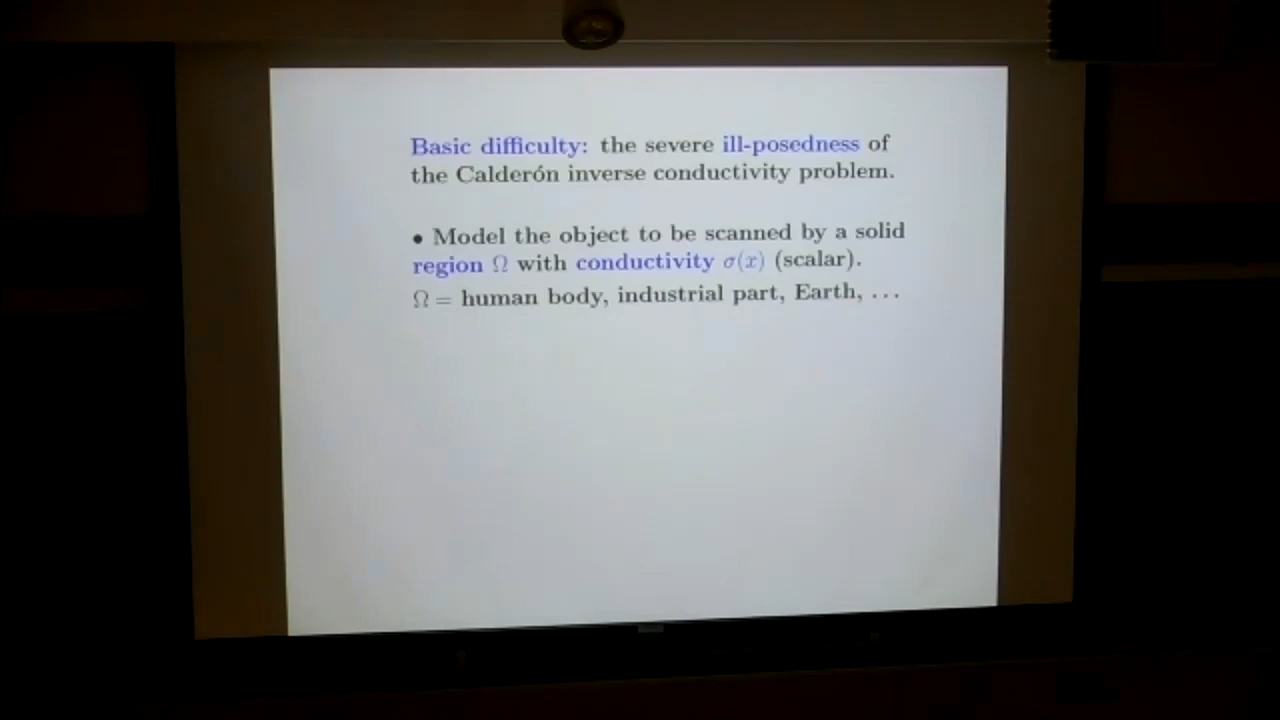 Basic difficulty: the severe ill-posedness of
the Calderón inverse conductivity problem.
• Model the object to be scanned by a solid
region Ω with conductivity σ(x) (scalar).
Ω = human body, industrial part, Earth, …